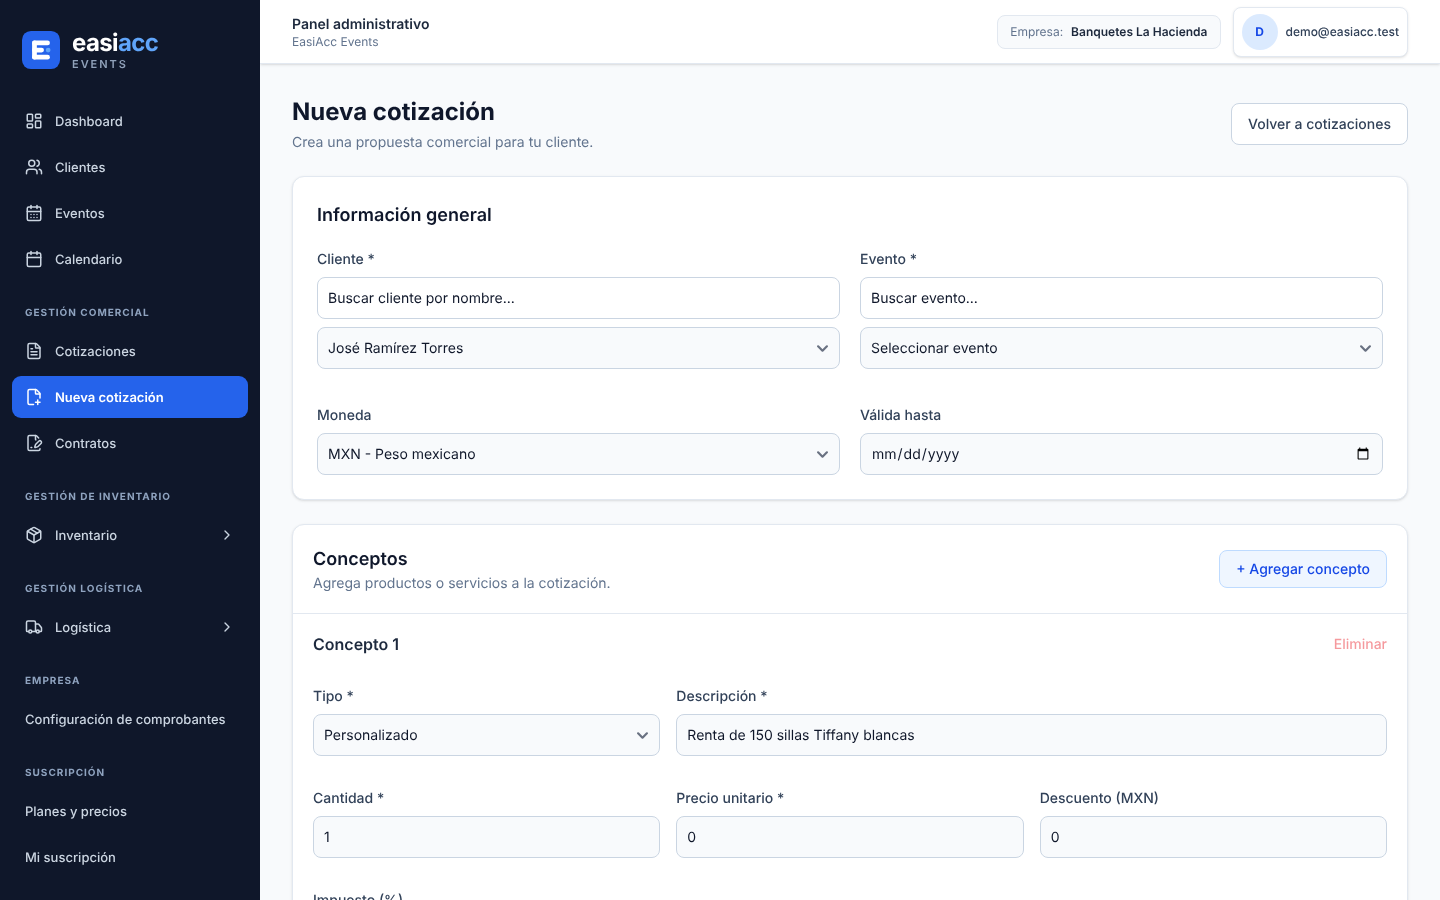 easiacc
EVENTS
Dashboard
Clientes
Eventos
Calendario
GESTIÓN COMERCIAL
Cotizaciones
Nueva cotización
Contratos
GESTIÓN DE INVENTARIO
Inventario
GESTIÓN LOGÍSTICA
Logística
EMPRESA
Configuración de comprobantes
SUSCRIPCIÓN
Planes y precios
Mi suscripción
Panel administrativo
EasiAcc Events
Empresa: Banquetes La Hacienda
D demo@easiacc.test
Nueva cotización
Crea una propuesta comercial para tu cliente.
Volver a cotizaciones
Información general
Cliente *
Buscar cliente por nombre...
José Ramírez Torres
Evento *
Buscar evento...
Seleccionar evento
Moneda
MXN - Peso mexicano
Válida hasta
mm/dd/yyyy
Conceptos
Agrega productos o servicios a la cotización.
+ Agregar concepto
Concepto 1
Eliminar
Tipo *
Personalizado
Descripción *
Renta de 150 sillas Tiffany blancas
Cantidad *
1
Precio unitario *
0
Descuento (MXN)
0
Impuesto (%)